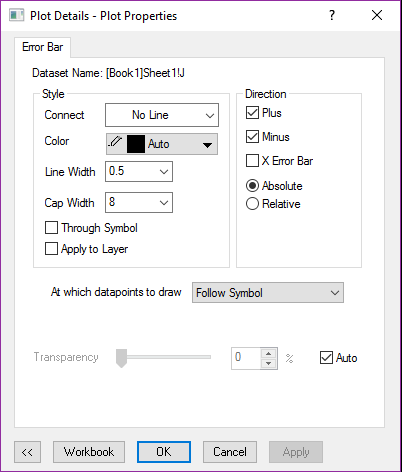 Plot Details - Plot Properties
Error Bar
Dataset Name: [Book1]Sheet1!J
Style
Connect No Line
Color Auto
Line Width 0.5
Cap Width 8
Through Symbol
Apply to Layer
Direction
Plus
Minus
X Error Bar
Absolute
Relative
At which datapoints to draw Follow Symbol
Transparency 0 % Auto
<< Workbook OK Cancel Apply